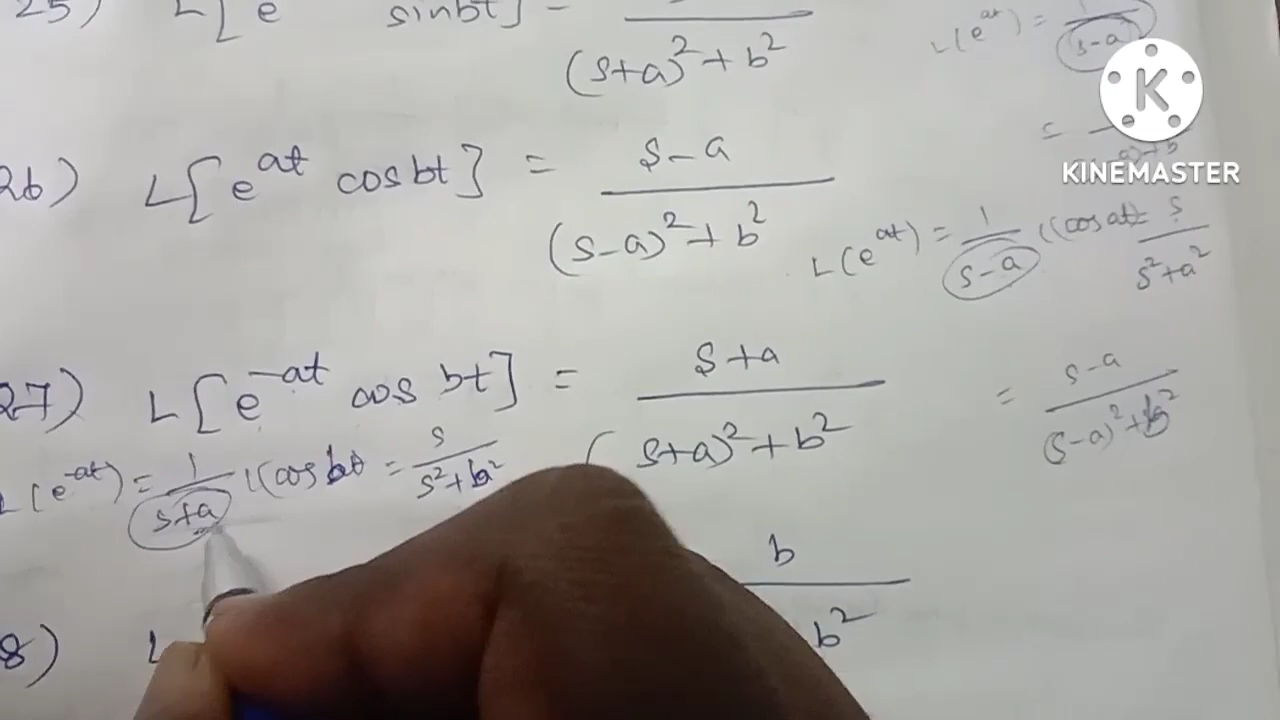 25) L[e sinbt] =
(s+a)² + b²
L(e^at) = 1/(s-a)
=
KINEMASTER
26) L[e^at cos bt] = (s-a)/((s-a)² + b²)
L(e^at) = 1/(s-a) L(cos at) = s/(s²+a²)
= (s-a)/((s-a)²+b²)
27) L[e^-at cos bt] = (s+a)/((s+a)² + b²)
L(e^-at) = 1/(s+a) L(cos bt) = s/(s²+b²)
8) L b
b²